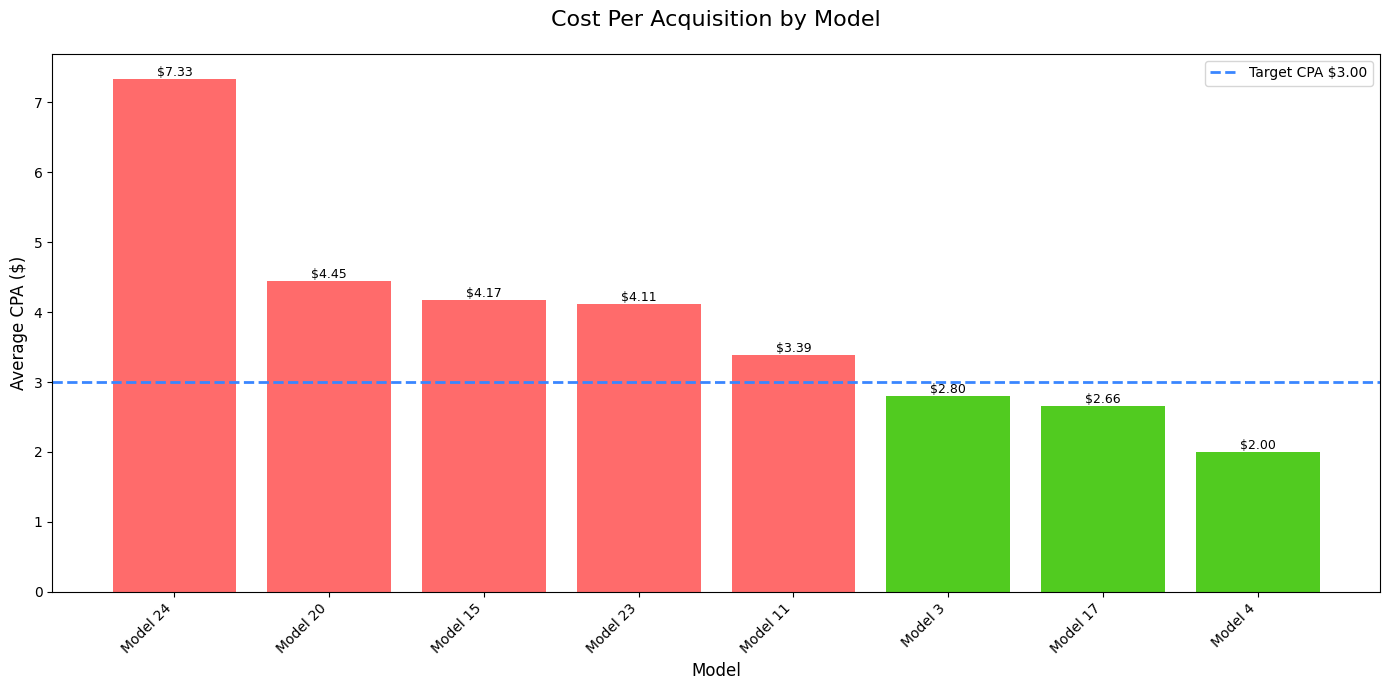 Cost Per Acquisition by Model
Target CPA $3.00
Average CPA ($)
7
6
5
4
3
2
1
0
$7.33
$4.45
$4.17
$4.11
$3.39
$2.80
$2.66
$2.00
Model 24
Model 20
Model 15
Model 23
Model 11
Model 3
Model 17
Model 4
Model